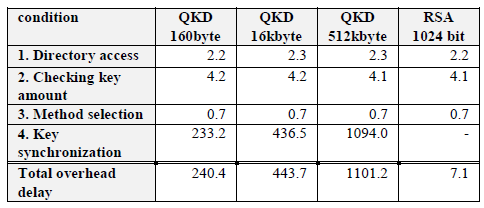 condition QKD QKD QKD RSA
160byte 16kbyte 512kbyte 1024 bit
1. Directory access 2.2 2.3 2.3 2.2
2. Checking key 4.2 4.2 4.1 4.1
amount
3. Method selection 0.7 0.7 0.7 0.7
4. Key 233.2 436.5 1094.0 -
synchronization
Total overhead 240.4 443.7 1101.2 7.1
delay